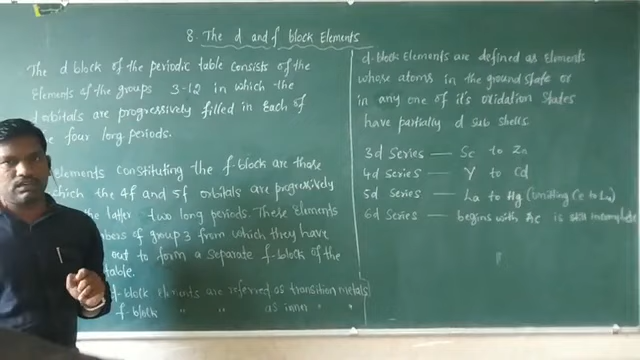 8. The d and f block Elements
The d block of the periodic table consists of the
Elements of the groups 3-12 in which the
d orbitals are progressively filled in each of
four long periods.
Elements constituting the f-block are those
which the 4f and 5f orbitals are progressively
the latter two long periods. These elements
of group 3 from which they have
out to form a separate f-block of the
table.
d-block elements are referred as transition metals
f-block " " as inner " "
d-block Elements are defined as Elements
whose atoms in the ground state or
in any one of it's oxidation states
have partially d sub shells.
3d Series — Sc to Zn
4d Series — Y to Cd
5d Series — La to Hg (omitting Ce to Lu)
6d Series — begins with Ac is still incomplete